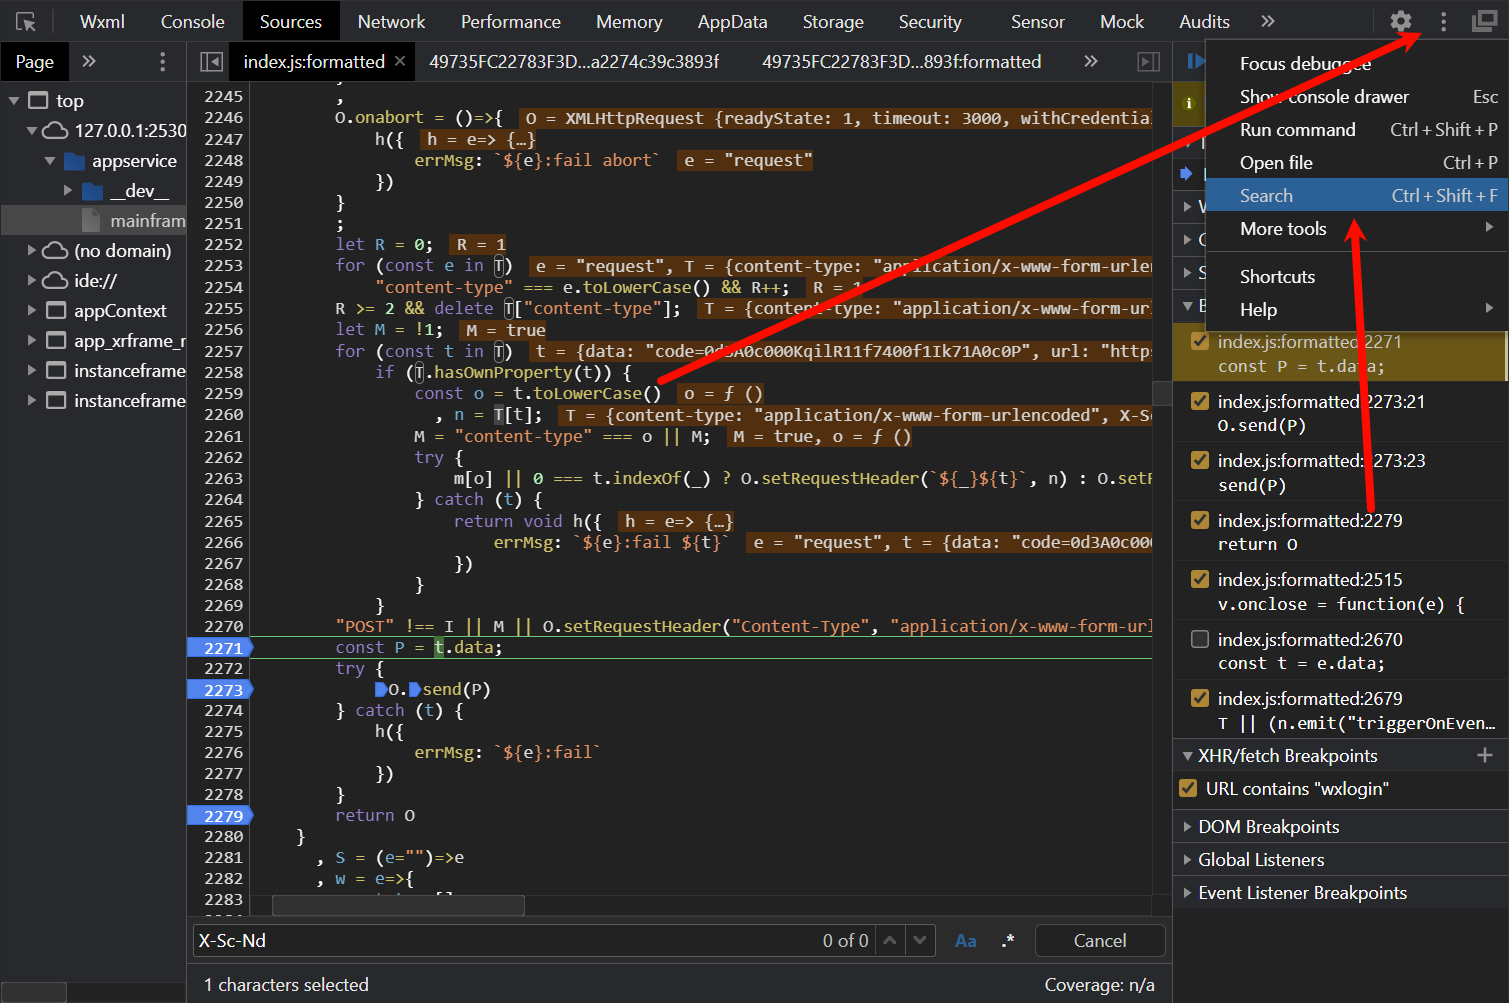 Wxml Console Sources Network Performance Memory AppData Storage Security Sensor Mock Audits »
Page » index.js:formatted × 49735FC22783F3D...a2274c39c3893f 49735FC22783F3D...893f:formatted »
top
127.0.0.1:2530
appservice
__dev__
mainfram
(no domain)
ide://
appContext
app_xrframe_r
instanceframe
instanceframe
2245 ,
2246 O.onabort = ()=>{ O = XMLHttpRequest {readyState: 1, timeout: 3000, withCredential
2247 h({ h = e=> {…}
2248 errMsg: `${e}:fail abort` e = "request"
2249 })
2250 }
2251 ;
2252 let R = 0; R = 1
2253 for (const e in T) e = "request", T = {content-type: "application/x-www-form-urlen
2254 "content-type" === e.toLowerCase() && R++; R = 1
2255 R >= 2 && delete T["content-type"]; T = {content-type: "application/x-www-form-urlen
2256 let M = !1; M = true
2257 for (const t in T) t = {data: "code=0d3A0c000KqilR11f7400f1Ik71A0c0P", url: "http
2258 if (T.hasOwnProperty(t)) {
2259 const o = t.toLowerCase() o = ƒ ()
2260 , n = T[t]; T = {content-type: "application/x-www-form-urlencoded", X-S
2261 M = "content-type" === o || M; M = true, o = ƒ ()
2262 try {
2263 m[o] || 0 === t.indexOf(_) ? O.setRequestHeader(`${_}${t}`, n) : O.setR
2264 } catch (t) {
2265 return void h({ h = e=> {…}
2266 errMsg: `${e}:fail ${t}` e = "request", t = {data: "code=0d3A0c00
2267 })
2268 }
2269 }
2270 "POST" !== I || M || O.setRequestHeader("Content-Type", "application/x-www-form-url
2271 const P = t.data;
2272 try {
2273 O.send(P)
2274 } catch (t) {
2275 h({
2276 errMsg: `${e}:fail`
2277 })
2278 }
2279 return O
2280 }
2281 , S = (e="")=>e
2282 , w = e=>{
2283
X-Sc-Nd 0 of 0 Aa .* Cancel
1 characters selected Coverage: n/a
Focus debuggee
Show console drawer Esc
Run command Ctrl + Shift + P
Open file Ctrl + P
Search Ctrl + Shift + F
More tools
Shortcuts
Help
index.js:formatted:2271
const P = t.data;
index.js:formatted:2273:21
O.send(P)
index.js:formatted:2273:23
send(P)
index.js:formatted:2279
return O
index.js:formatted:2515
v.onclose = function(e) {
index.js:formatted:2670
const t = e.data;
index.js:formatted:2679
T || (n.emit("triggerOnEven…
XHR/fetch Breakpoints +
URL contains "wxlogin"
DOM Breakpoints
Global Listeners
Event Listener Breakpoints